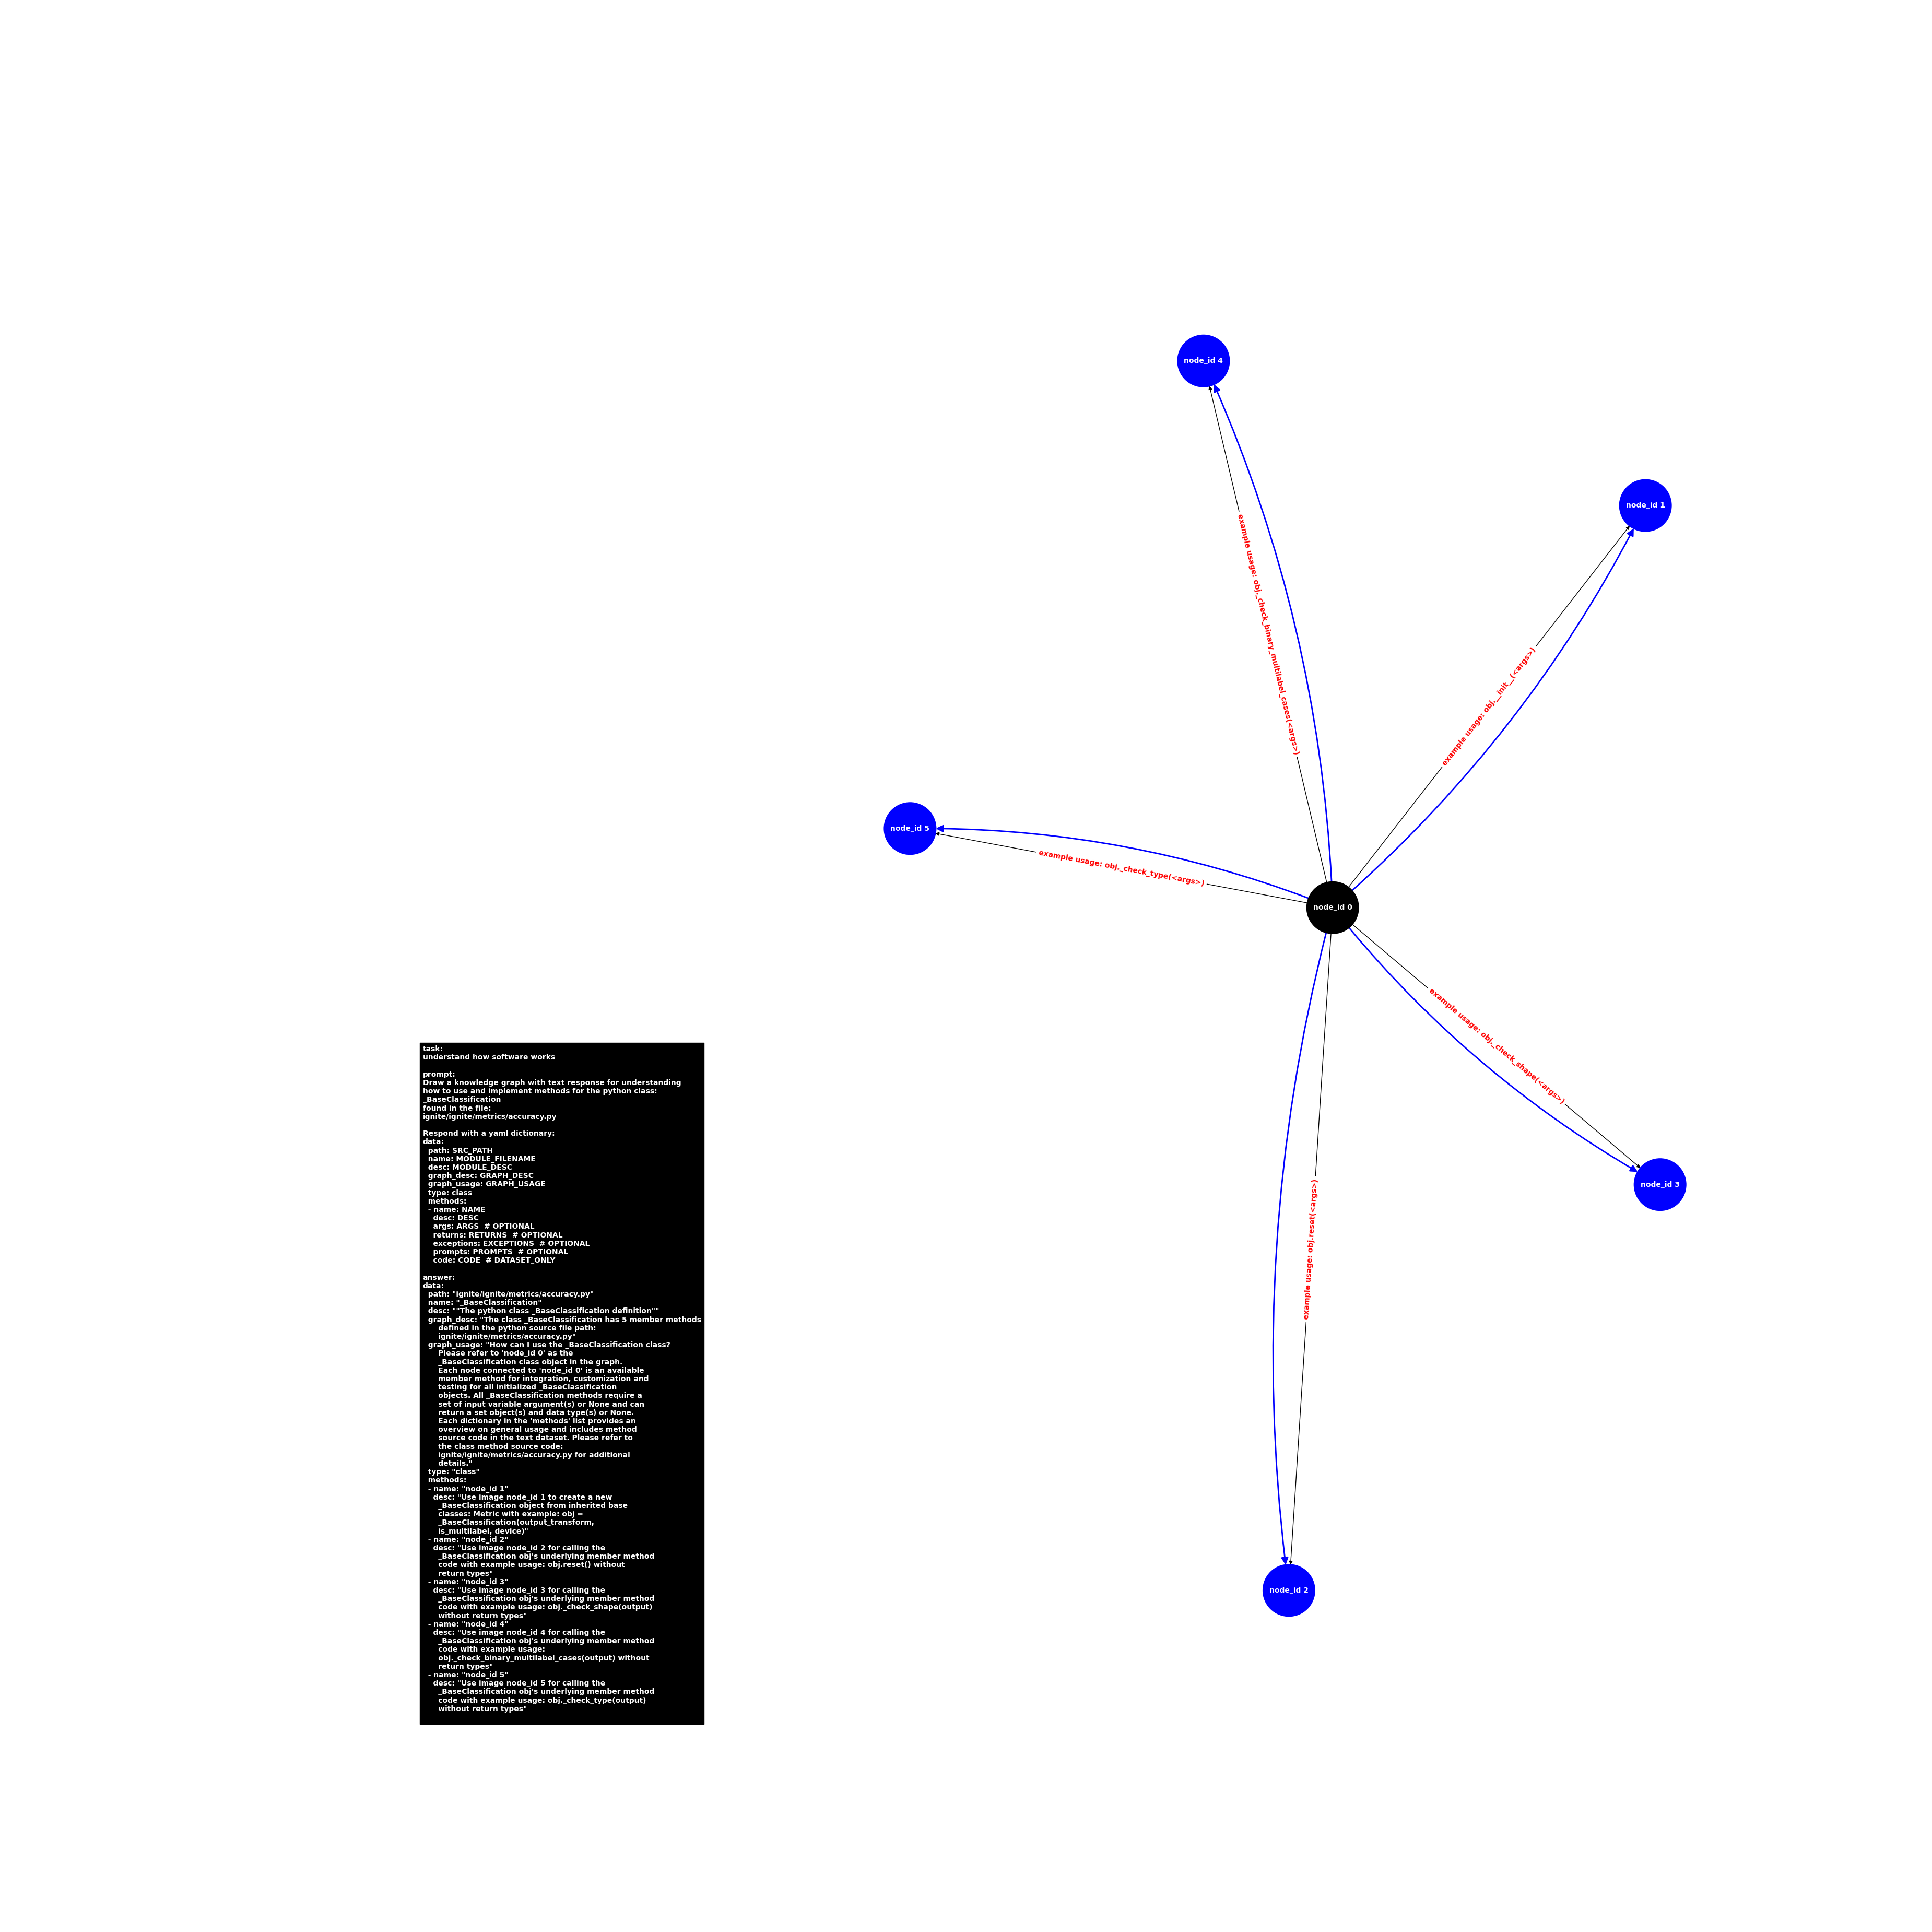 node_id 4
node_id 1
example usage: obj._check_binary_multilabel_cases(<args>)
example usage: obj.__init__(<args>)
node_id 5
example usage: obj._check_type(<args>)
node_id 0
example usage: obj._check_shape(<args>)
node_id 3
example usage: obj.reset(<args>)
node_id 2
task:
understand how software works

prompt:
Draw a knowledge graph with text response for understanding
how to use and implement methods for the python class:
_BaseClassification
found in the file:
ignite/ignite/metrics/accuracy.py

Respond with a yaml dictionary:
data:
  path: SRC_PATH
  name: MODULE_FILENAME
  desc: MODULE_DESC
  graph_desc: GRAPH_DESC
  graph_usage: GRAPH_USAGE
  type: class
  methods:
  - name: NAME
    desc: DESC
    args: ARGS  # OPTIONAL
    returns: RETURNS  # OPTIONAL
    exceptions: EXCEPTIONS  # OPTIONAL
    prompts: PROMPTS  # OPTIONAL
    code: CODE  # DATASET_ONLY

answer:
data:
  path: "ignite/ignite/metrics/accuracy.py"
  name: "_BaseClassification"
  desc: ""The python class _BaseClassification definition""
  graph_desc: "The class _BaseClassification has 5 member methods
      defined in the python source file path:
      ignite/ignite/metrics/accuracy.py"
  graph_usage: "How can I use the _BaseClassification class?
      Please refer to 'node_id 0' as the
      _BaseClassification class object in the graph.
      Each node connected to 'node_id 0' is an available
      member method for integration, customization and
      testing for all initialized _BaseClassification
      objects. All _BaseClassification methods require a
      set of input variable argument(s) or None and can
      return a set object(s) and data type(s) or None.
      Each dictionary in the 'methods' list provides an
      overview on general usage and includes method
      source code in the text dataset. Please refer to
      the class method source code:
      ignite/ignite/metrics/accuracy.py for additional
      details."
  type: "class"
  methods:
  - name: "node_id 1"
    desc: "Use image node_id 1 to create a new
      _BaseClassification object from inherited base
      classes: Metric with example: obj =
      _BaseClassification(output_transform,
      is_multilabel, device)"
  - name: "node_id 2"
    desc: "Use image node_id 2 for calling the
      _BaseClassification obj's underlying member method
      code with example usage: obj.reset() without
      return types"
  - name: "node_id 3"
    desc: "Use image node_id 3 for calling the
      _BaseClassification obj's underlying member method
      code with example usage: obj._check_shape(output)
      without return types"
  - name: "node_id 4"
    desc: "Use image node_id 4 for calling the
      _BaseClassification obj's underlying member method
      code with example usage:
      obj._check_binary_multilabel_cases(output) without
      return types"
  - name: "node_id 5"
    desc: "Use image node_id 5 for calling the
      _BaseClassification obj's underlying member method
      code with example usage: obj._check_type(output)
      without return types"